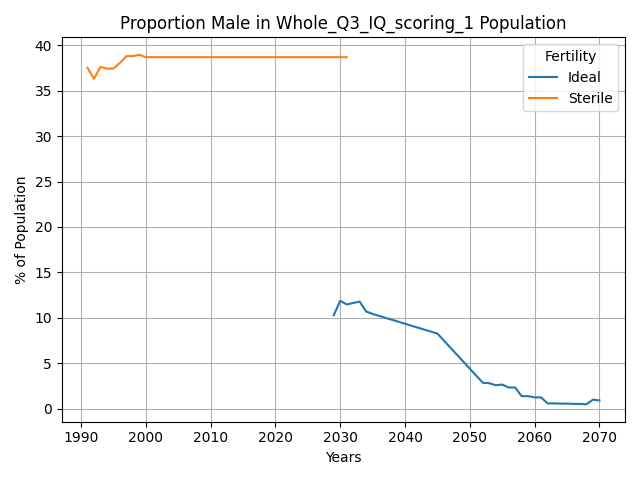 Proportion Male in Whole_Q3_IQ_scoring_1 Population
% of Population
40
35
30
25
20
15
10
5
0
Fertility
Ideal
Sterile
1990 2000 2010 2020 2030 2040 2050 2060 2070
Years